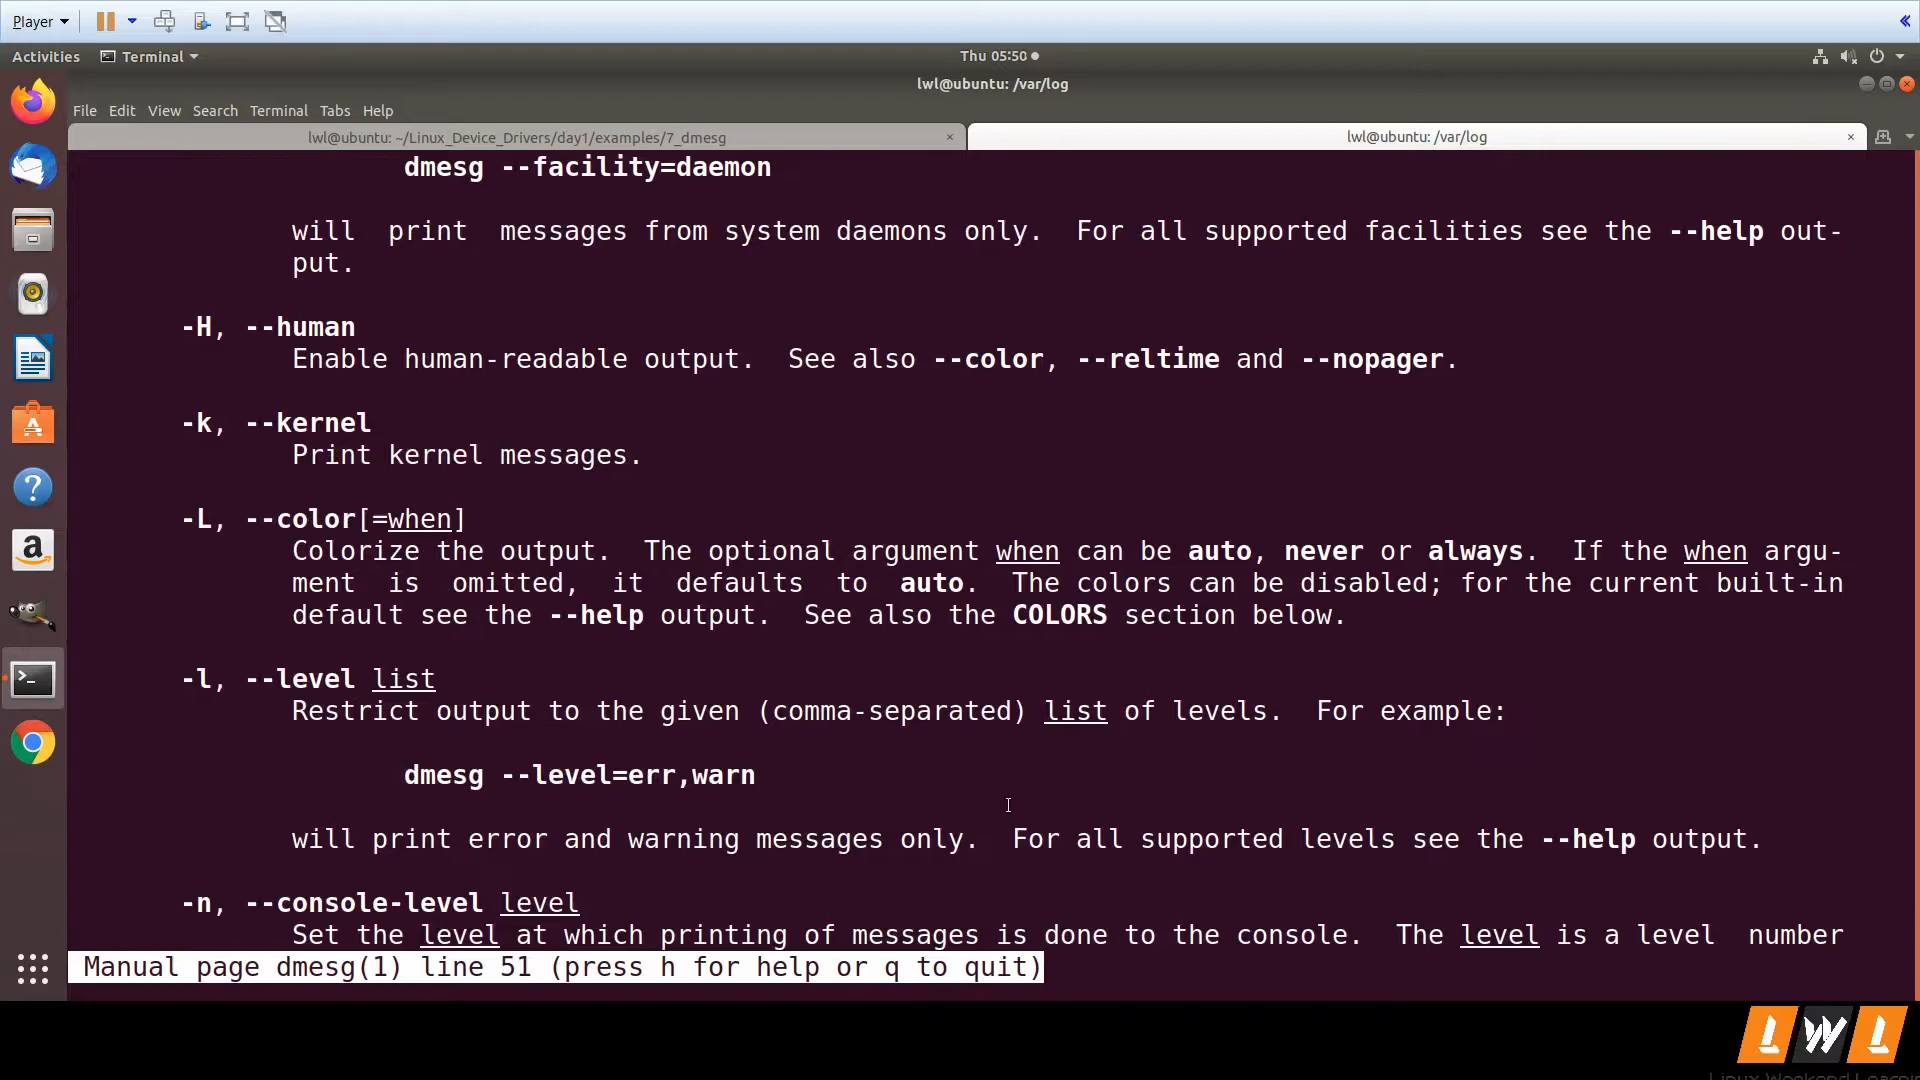 Player
Activities
Terminal
Thu 05:50
lwl@ubuntu: /var/log
File Edit View Search Terminal Tabs Help
lwl@ubuntu: ~/Linux_Device_Drivers/day1/examples/7_dmesg
lwl@ubuntu: /var/log
dmesg --facility=daemon
will print messages from system daemons only. For all supported facilities see the --help out-
put.
-H, --human
Enable human-readable output. See also --color, --reltime and --nopager.
-k, --kernel
Print kernel messages.
-L, --color[=when]
Colorize the output. The optional argument when can be auto, never or always. If the when argu-
ment is omitted, it defaults to auto. The colors can be disabled; for the current built-in
default see the --help output. See also the COLORS section below.
-l, --level list
Restrict output to the given (comma-separated) list of levels. For example:
dmesg --level=err,warn
will print error and warning messages only. For all supported levels see the --help output.
-n, --console-level level
Set the level at which printing of messages is done to the console. The level is a level number
Manual page dmesg(1) line 51 (press h for help or q to quit)
LWL